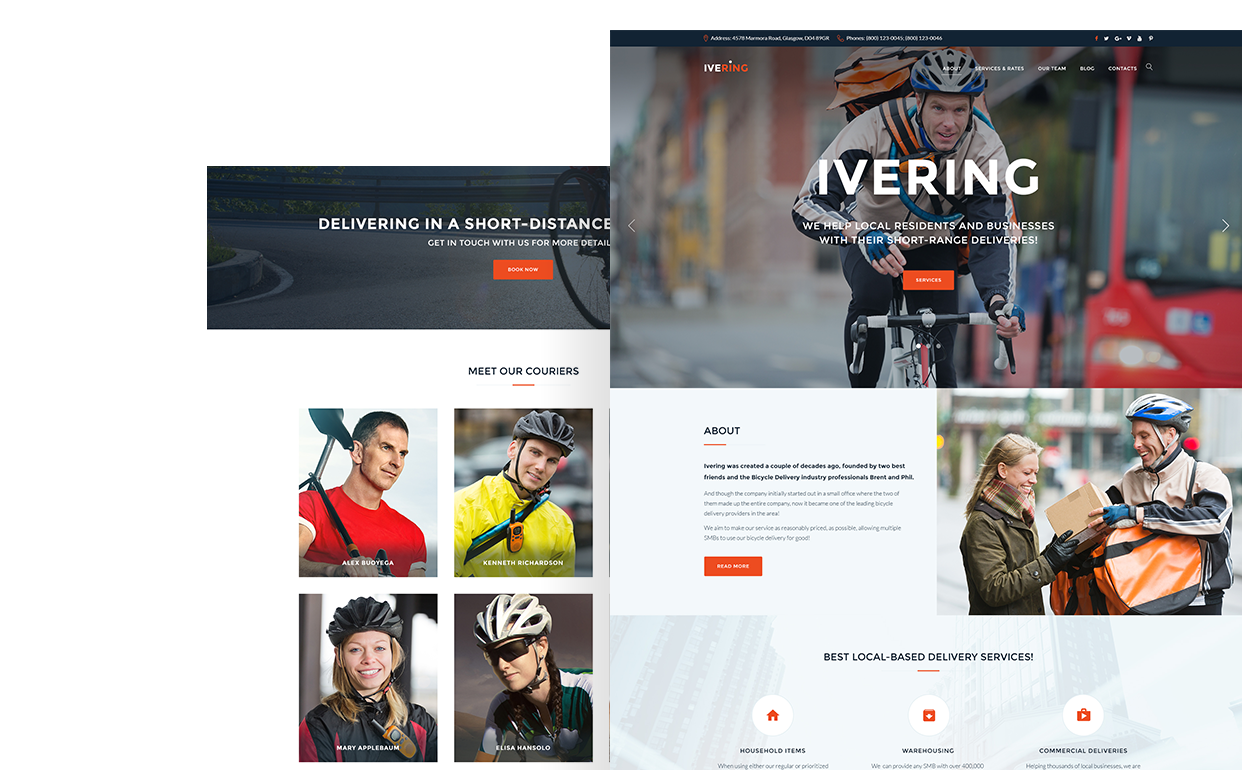 DELIVERING IN A SHORT-DISTANCE
GET IN TOUCH WITH US FOR MORE DETAIL
BOOK NOW
MEET OUR COURIERS
ALEX BUOYEGA
KENNETH RICHARDSON
MARY APPLEBAUM
ELISA HANSOLO
Address: 4578 Marmora Road, Glasgow, D04 89GR
Phones: (800) 123-0045; (800) 123-0046
IVERING
ABOUT
SERVICES & RATES
OUR TEAM
BLOG
CONTACTS
IVERING
WE HELP LOCAL RESIDENTS AND BUSINESSES
WITH THEIR SHORT-RANGE DELIVERIES!
SERVICES
ABOUT
Ivering was created a couple of decades ago, founded by two best
friends and the Bicycle Delivery Industry professionals Brent and Phil.
And though the company initially started out in a small office where the two of
them made up the entire company, now it became one of the leading bicycle
delivery providers in the area!
We aim to make our service as reasonably priced, as possible, allowing multiple
SMBs to use our bicycle delivery for good!
READ MORE
BEST LOCAL-BASED DELIVERY SERVICES!
HOUSEHOLD ITEMS
When using either our regular or prioritized
WAREHOUSING
We can provide any SMB with over 400,000
COMMERCIAL DELIVERIES
Helping thousands of local businesses, we are